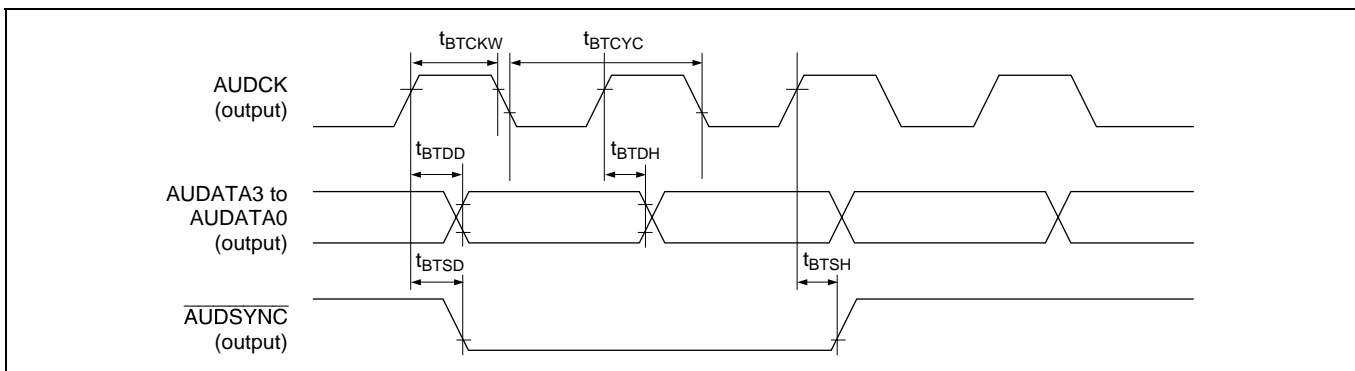 tBTCKW
tBTCYC
AUDCK
(output)
tBTDD
tBTDH
AUDATA3 to
AUDATA0
(output)
tBTSD
tBTSH
AUDSYNC
(output)